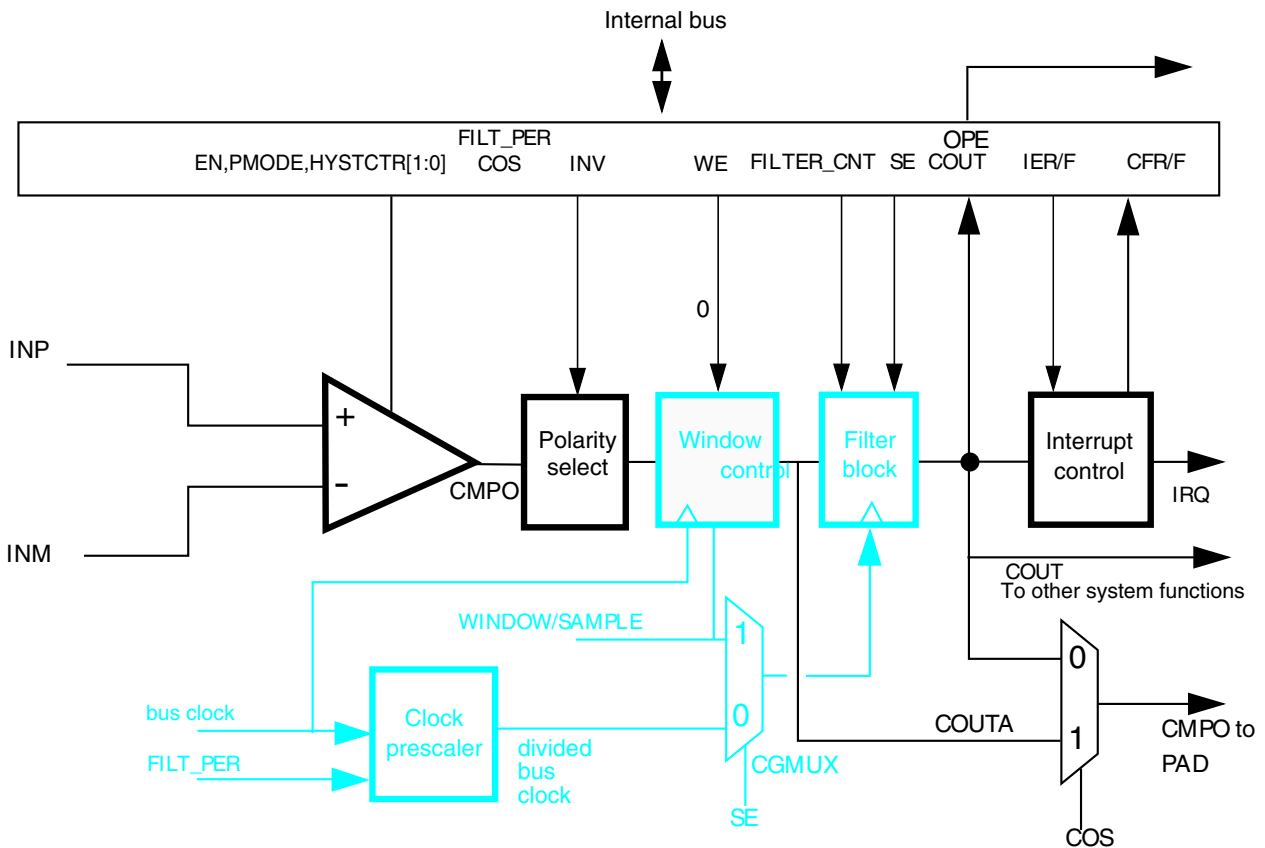 Internal bus
FILT_PER
OPE
EN,PMODE,HYSTCTR[1:0]
COS
INV
WE
FILTER_CNT
SE
COUT
IER/F
CFR/F
0
INP
+
-
INM
CMPO
Polarity
select
Window
control
Filter
block
Interrupt
control
IRQ
COUT
To other system functions
WINDOW/SAMPLE
1
0
bus clock
FILT_PER
Clock
prescaler
divided
bus
clock
CGMUX
SE
COUTA
0
1
CMPO to
PAD
COS